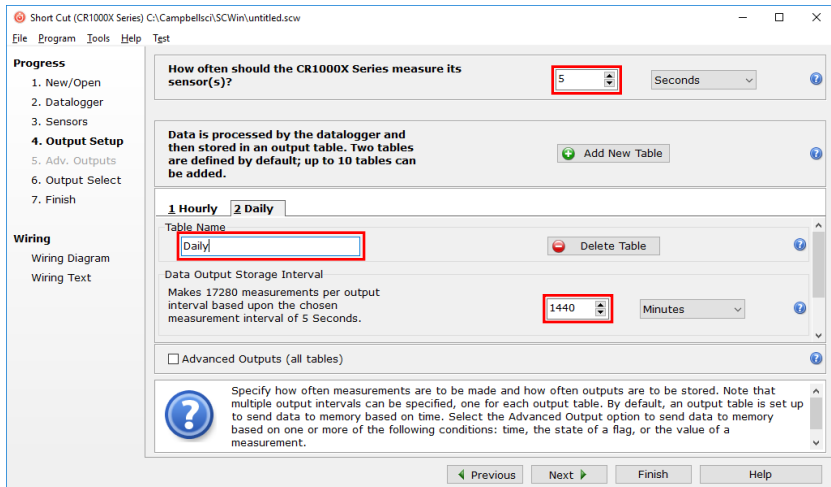 Short Cut (CR1000X Series) C:\Campbellsci\SCWin\untitled.scw
File Program Tools Help Test
Progress
1. New/Open
2. Datalogger
3. Sensors
4. Output Setup
5. Adv. Outputs
6. Output Select
7. Finish
Wiring
Wiring Diagram
Wiring Text
How often should the CR1000X Series measure its
sensor(s)?
5
Seconds
Data is processed by the datalogger and
then stored in an output table. Two tables
are defined by default; up to 10 tables can
be added.
Add New Table
1 Hourly
2 Daily
Table Name
Daily
Delete Table
Data Output Storage Interval
Makes 17280 measurements per output
interval based upon the chosen
measurement interval of 5 Seconds.
1440
Minutes
Advanced Outputs (all tables)
Specify how often measurements are to be made and how often outputs are to be stored. Note that
multiple output intervals can be specified, one for each output table. By default, an output table is set up
to send data to memory based on time. Select the Advanced Output option to send data to memory
based on one or more of the following conditions: time, the state of a flag, or the value of a
measurement.
Previous
Next
Finish
Help